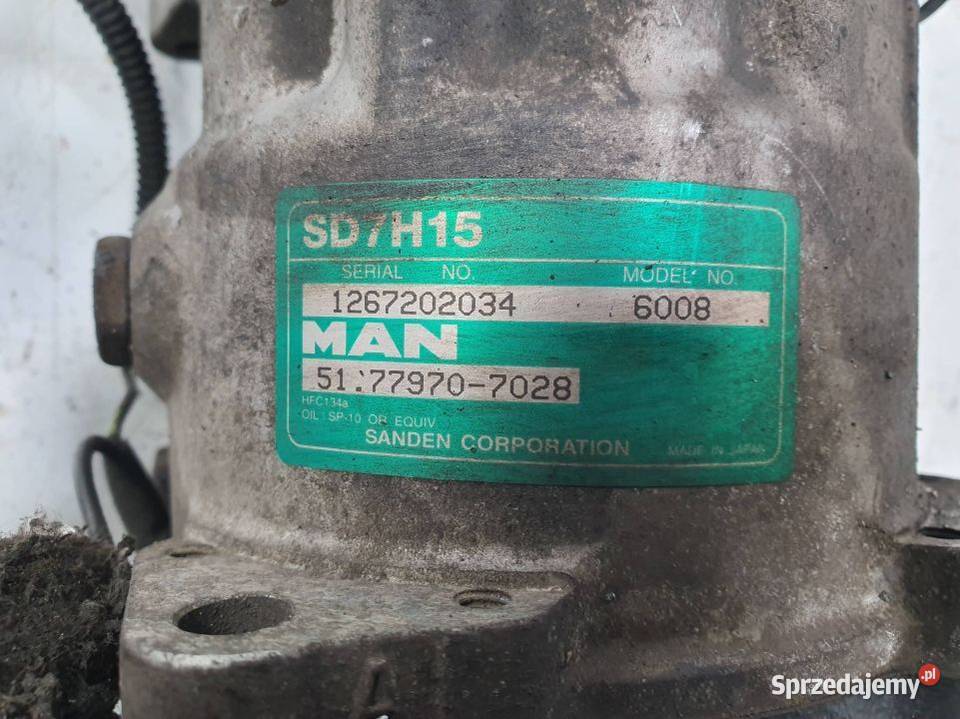 SD7H15
SERIAL NO. MODEL NO.
1267202034 6008
MAN
51.77970-7028
HFC134a
OIL : SP-10 OR EQUIV
SANDEN CORPORATION MADE IN JAPAN
Sprzedajemy.pl